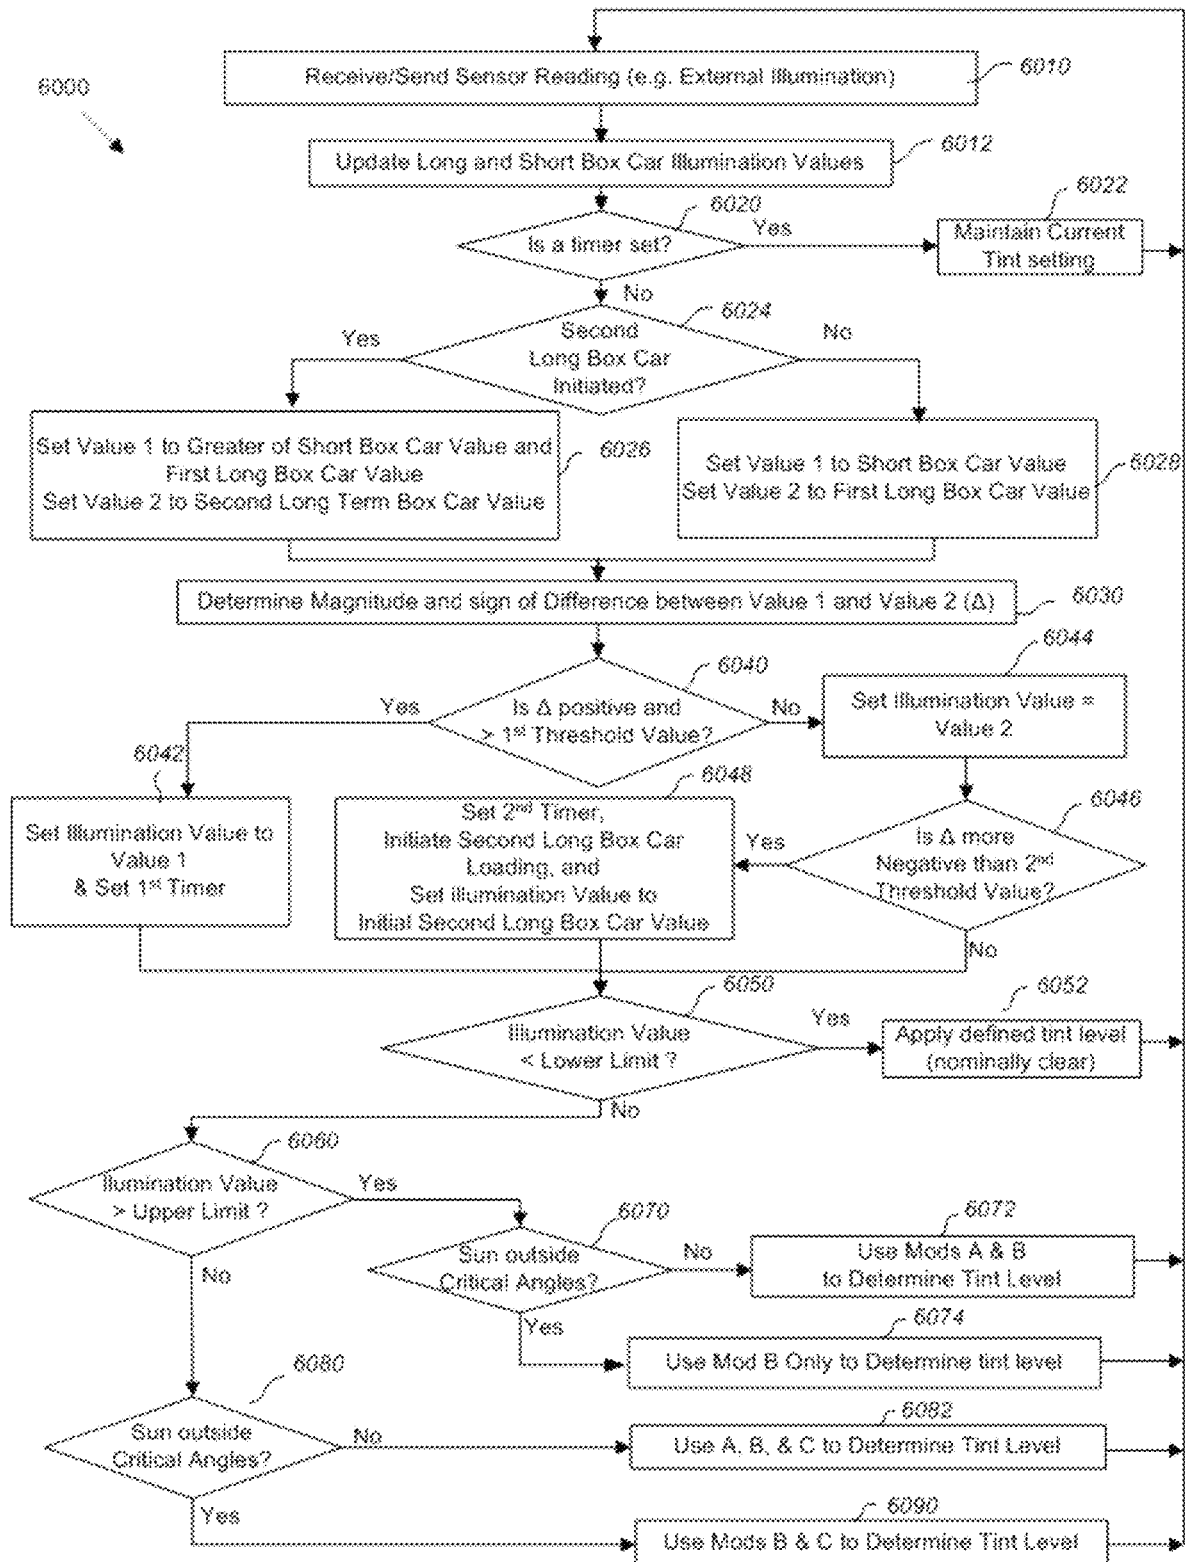 Receive/Send Sensor Reading (e.g. External Illumination)
6010
6000
Update Long and Short Box Car Illumination Values
6012
6020
Is a timer set?
Yes
6022
Maintain Current
Tint setting
No
6024
Yes
Second
Long Box Car
Initiated?
No
Set Value 1 to Greater of Short Box Car Value and
First Long Box Car Value
Set Value 2 to Second Long Term Box Car Value
6026
Set Value 1 to Short Box Car Value
Set Value 2 to First Long Box Car Value
6028
Determine Magnitude and sign of Difference between Value 1 and Value 2 (Δ)
6030
6040
Yes
Is Δ positive and
> 1st Threshold Value?
No
6044
Set Illumination Value =
Value 2
6042
Set Illumination Value to
Value 1
& Set 1st Timer
6048
Set 2nd Timer,
Initiate Second Long Box Car
Loading, and
Set illumination Value to
Initial Second Long Box Car Value
Yes
6046
Is Δ more
Negative than 2nd
Threshold Value?
No
6050
Illumination Value
< Lower Limit ?
Yes
6052
Apply defined tint level
(nominally clear)
No
6060
Illumination Value
> Upper Limit ?
Yes
6070
Sun outside
Critical Angles?
No
6072
Use Mods A & B
to Determine Tint Level
No
Yes
6074
Use Mod B Only to Determine tint level
6080
Sun outside
Critical Angles?
No
6082
Use A, B, & C to Determine Tint Level
Yes
6090
Use Mods B & C to Determine Tint Level